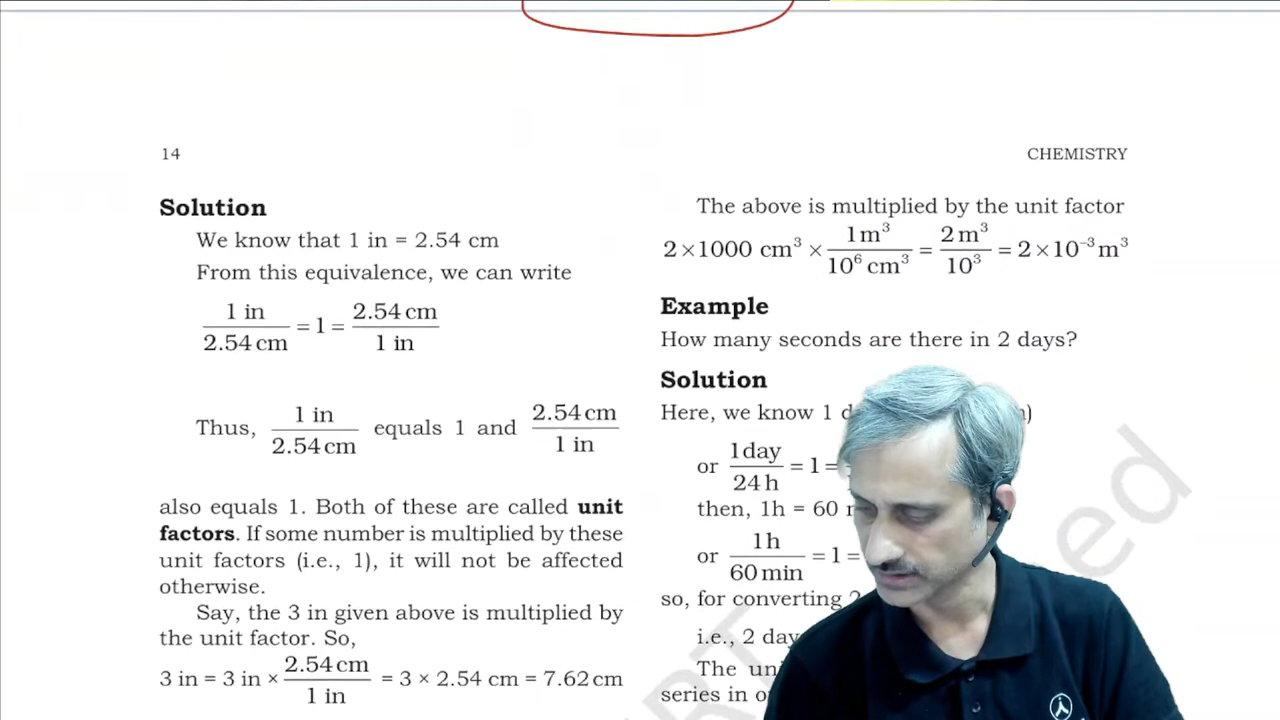 14
CHEMISTRY
Solution
We know that 1 in = 2.54 cm
From this equivalence, we can write
1 in / 2.54 cm = 1 = 2.54 cm / 1 in
Thus, 1 in / 2.54 cm equals 1 and 2.54 cm / 1 in
also equals 1. Both of these are called unit
factors. If some number is multiplied by these
unit factors (i.e., 1), it will not be affected
otherwise.
Say, the 3 in given above is multiplied by
the unit factor. So,
3 in = 3 in × 2.54 cm / 1 in = 3 × 2.54 cm = 7.62 cm
The above is multiplied by the unit factor
2 × 1000 cm³ × 1 m³ / 10⁶ cm³ = 2 m³ / 10³ = 2 × 10⁻³ m³
Example
How many seconds are there in 2 days?
Solution
Here, we know 1
or 1 day / 24 h = 1 =
then, 1h = 60
or 1 h / 60 min = 1 =
so, for converting 2
i.e., 2
The
series in